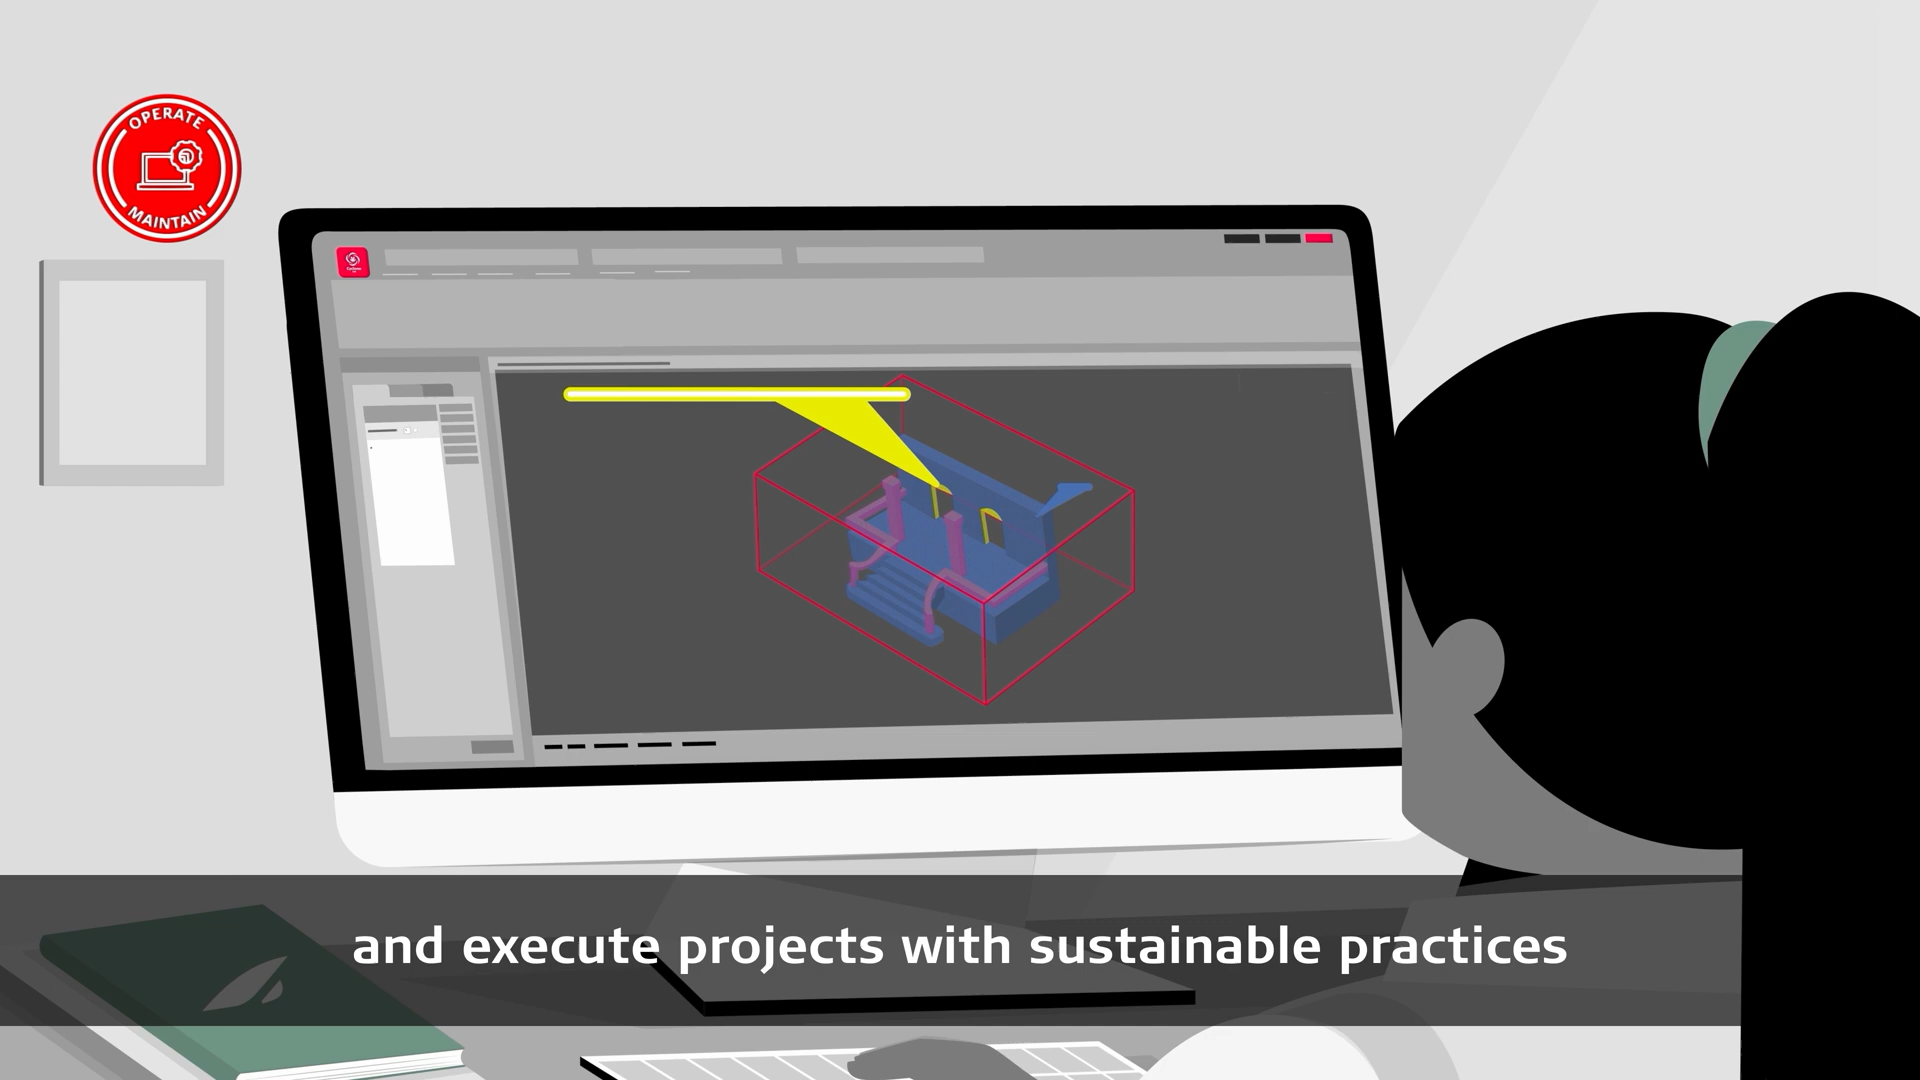 OPERATE
MAINTAIN
and execute projects with sustainable practices